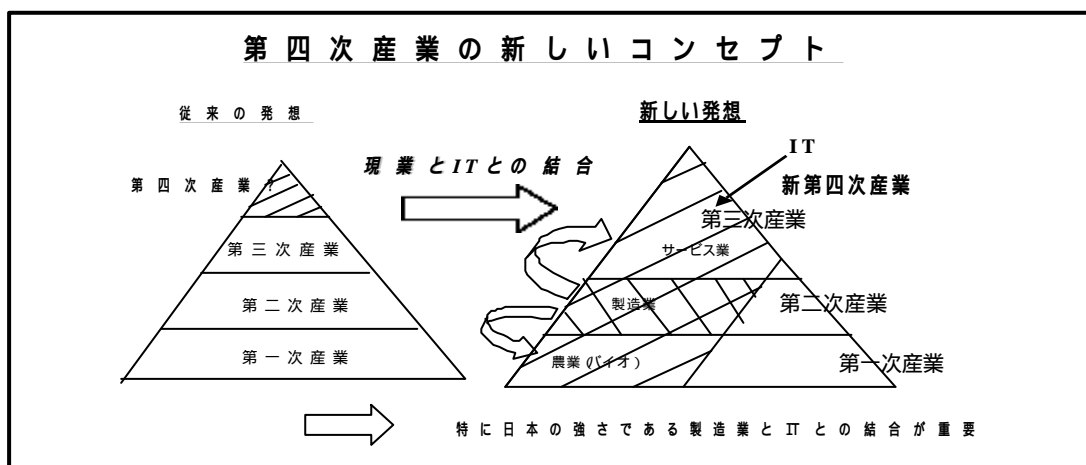 第四次産業の新しいコンセプト
従来の発想
新しい発想
現業とITとの結合
IT
第四次産業？
新第四次産業
第三次産業
第三次産業
サービス業
第二次産業
製造業
第二次産業
第一次産業
農業（バイオ）
第一次産業
特に日本の強さである製造業とITとの結合が重要